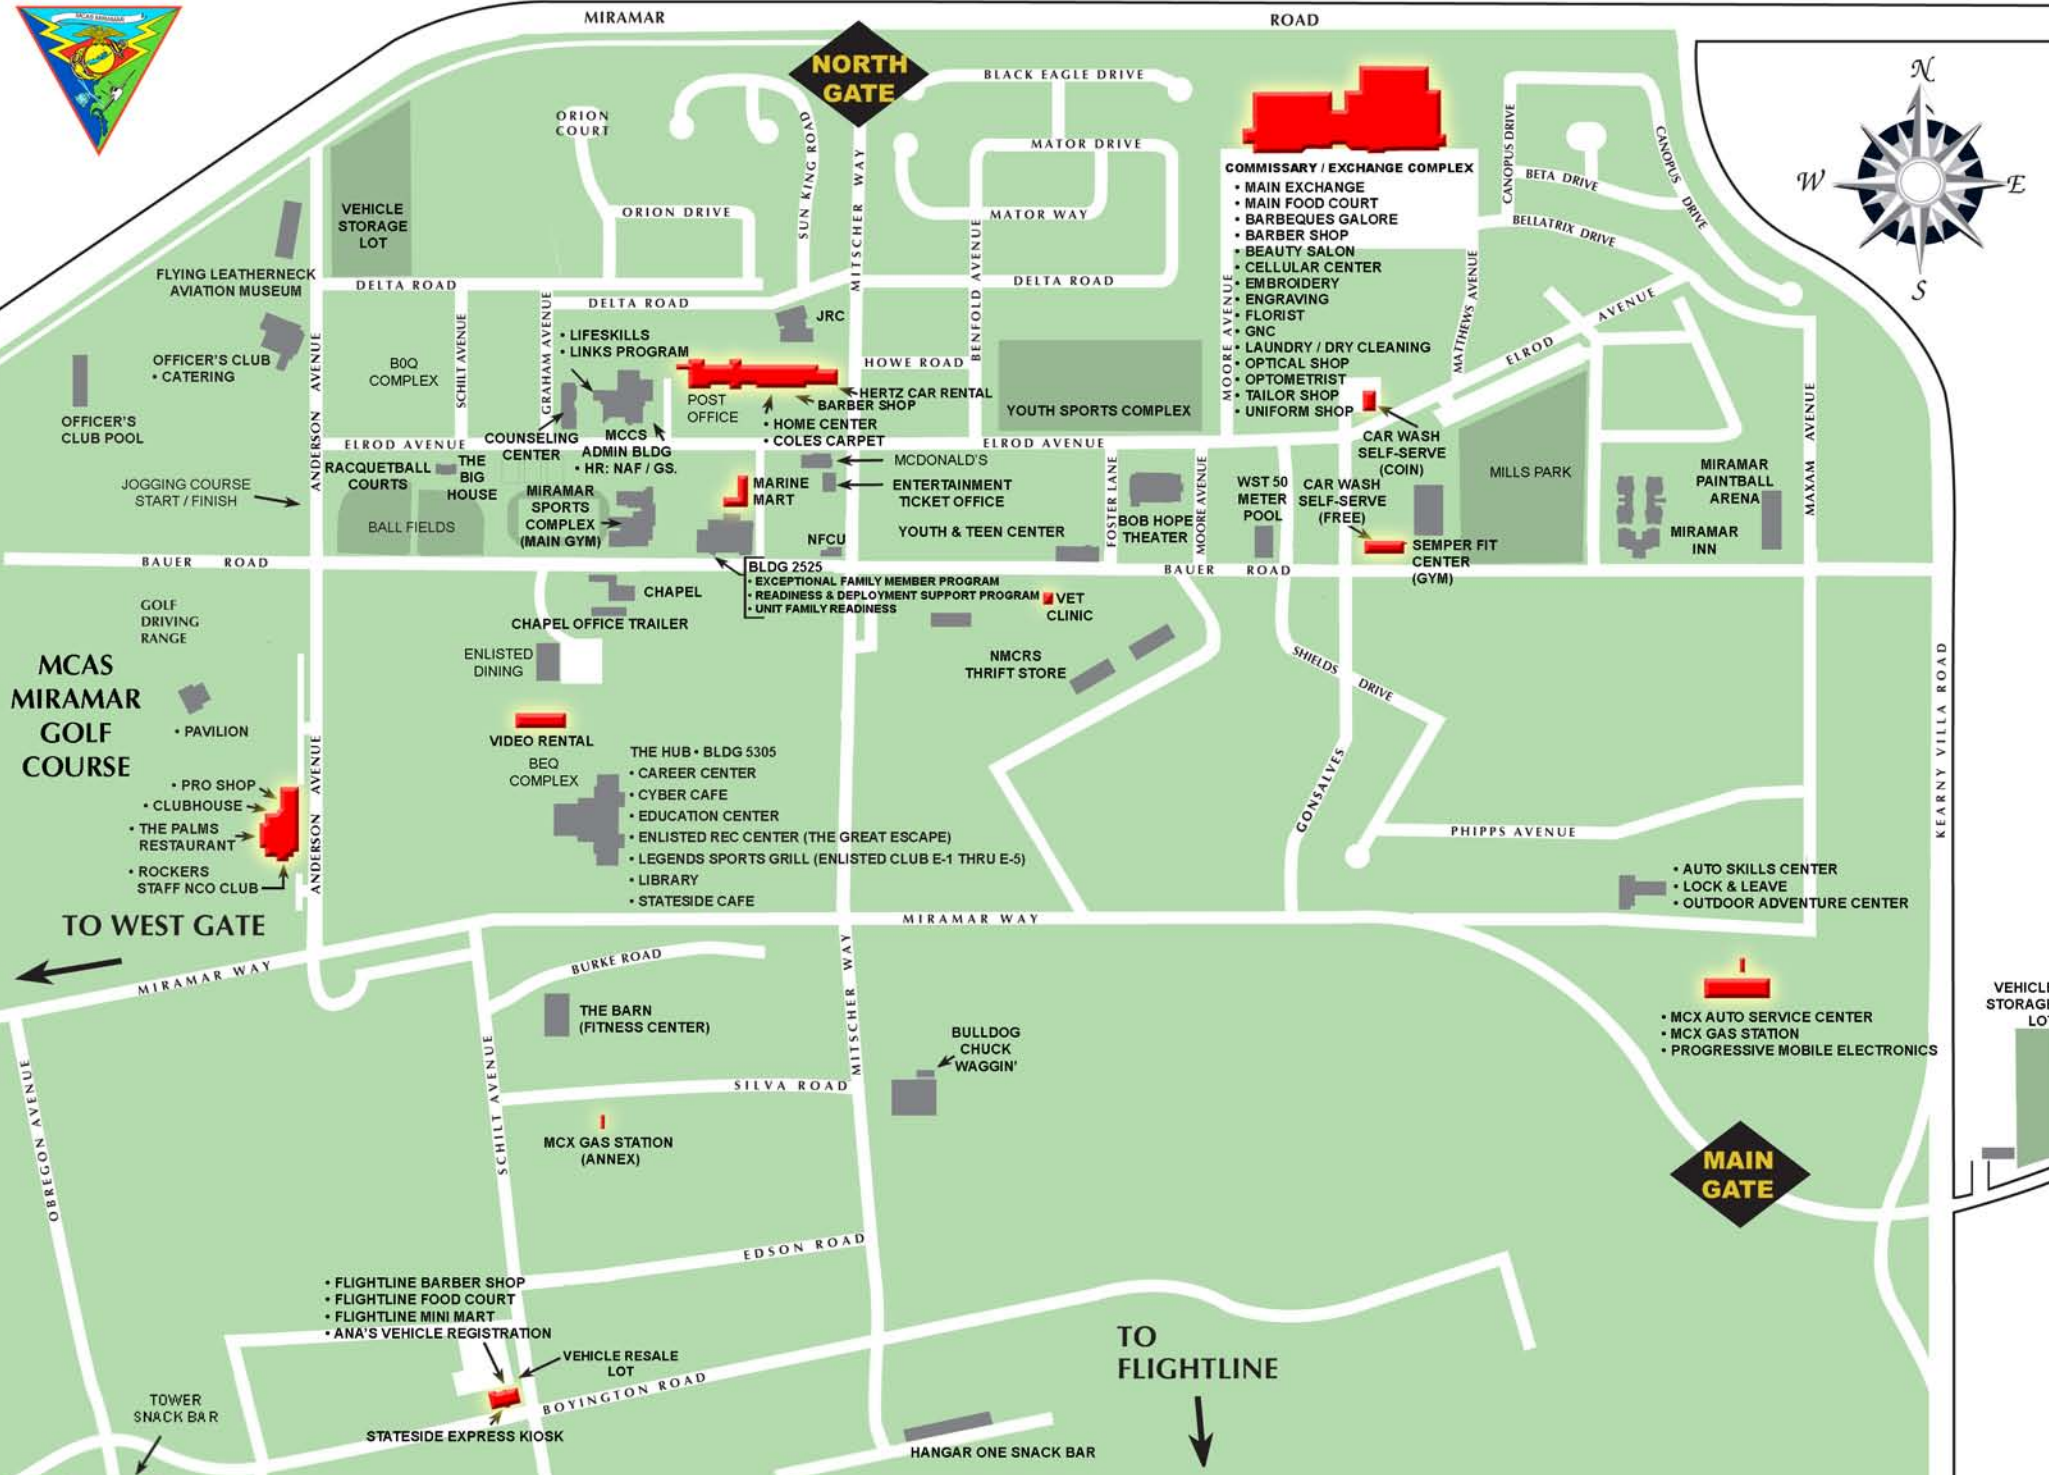 MCAS MIRAMAR
MIRAMAR ROAD
NORTH
GATE
N
W
E
S
BLACK EAGLE DRIVE
ORION
COURT
SUN KING ROAD
MITSCHER WAY
MATOR DRIVE
MATOR WAY
ORION DRIVE
CANOPUS DRIVE
CANOPUS DRIVE
BETA DRIVE
BELLATRIX DRIVE
COMMISSARY / EXCHANGE COMPLEX
• MAIN EXCHANGE
• MAIN FOOD COURT
• BARBEQUES GALORE
• BARBER SHOP
• BEAUTY SALON
• CELLULAR CENTER
• EMBROIDERY
• ENGRAVING
• FLORIST
• GNC
• LAUNDRY / DRY CLEANING
• OPTICAL SHOP
• OPTOMETRIST
• TAILOR SHOP
• UNIFORM SHOP
VEHICLE
STORAGE
LOT
FLYING LEATHERNECK
AVIATION MUSEUM
DELTA ROAD
DELTA ROAD
DELTA ROAD
BENFOLD AVENUE
MOORE AVENUE
MATTHEWS AVENUE
ELROD AVENUE
JRC
• LIFESKILLS
• LINKS PROGRAM
HOWE ROAD
OFFICER'S CLUB
• CATERING
OFFICER'S
CLUB POOL
ANDERSON AVENUE
B0Q
COMPLEX
SCHILT AVENUE
GRAHAM AVENUE
POST
OFFICE
HERTZ CAR RENTAL
BARBER SHOP
• HOME CENTER
• COLES CARPET
YOUTH SPORTS COMPLEX
CAR WASH
SELF-SERVE
(COIN)
MAXAM AVENUE
ELROD AVENUE
COUNSELING
CENTER
MCCS
ADMIN BLDG
• HR: NAF / GS.
ELROD AVENUE
RACQUETBALL
COURTS
THE
BIG
HOUSE
MCDONALD'S
ENTERTAINMENT
TICKET OFFICE
MARINE
MART
JOGGING COURSE
START / FINISH
BALL FIELDS
MIRAMAR
SPORTS
COMPLEX
(MAIN GYM)
NFCU
YOUTH & TEEN CENTER
FOSTER LANE
BOB HOPE
THEATER
MOORE AVENUE
WST 50
METER
POOL
CAR WASH
SELF-SERVE
(FREE)
MILLS PARK
MIRAMAR
PAINTBALL
ARENA
MIRAMAR
INN
SEMPER FIT
CENTER
(GYM)
BAUER ROAD
BAUER ROAD
BLDG 2525
• EXCEPTIONAL FAMILY MEMBER PROGRAM
• READINESS & DEPLOYMENT SUPPORT PROGRAM
• UNIT FAMILY READINESS
VET
CLINIC
CHAPEL
CHAPEL OFFICE TRAILER
GOLF
DRIVING
RANGE
MCAS
MIRAMAR
GOLF
COURSE
ENLISTED
DINING
NMCRS
THRIFT STORE
SHIELDS DRIVE
KEARNY VILLA ROAD
• PAVILION
VIDEO RENTAL
BEQ
COMPLEX
THE HUB • BLDG 5305
• CAREER CENTER
• CYBER CAFE
• EDUCATION CENTER
• ENLISTED REC CENTER (THE GREAT ESCAPE)
• LEGENDS SPORTS GRILL (ENLISTED CLUB E-1 THRU E-5)
• LIBRARY
• STATESIDE CAFE
• PRO SHOP
• CLUBHOUSE
• THE PALMS
RESTAURANT
• ROCKERS
STAFF NCO CLUB
ANDERSON AVENUE
GONSALVES
PHIPPS AVENUE
• AUTO SKILLS CENTER
• LOCK & LEAVE
• OUTDOOR ADVENTURE CENTER
TO WEST GATE
MIRAMAR WAY
MIRAMAR WAY
BURKE ROAD
MITSCHER WAY
THE BARN
(FITNESS CENTER)
BULLDOG
CHUCK
WAGGIN'
• MCX AUTO SERVICE CENTER
• MCX GAS STATION
• PROGRESSIVE MOBILE ELECTRONICS
VEHICLE
STORAGE
LOT
OBREGON AVENUE
SCHILT AVENUE
SILVA ROAD
MCX GAS STATION
(ANNEX)
MAIN
GATE
EDSON ROAD
• FLIGHTLINE BARBER SHOP
• FLIGHTLINE FOOD COURT
• FLIGHTLINE MINI MART
• ANA'S VEHICLE REGISTRATION
VEHICLE RESALE
LOT
BOYINGTON ROAD
TO
FLIGHTLINE
TOWER
SNACK BAR
STATESIDE EXPRESS KIOSK
HANGAR ONE SNACK BAR